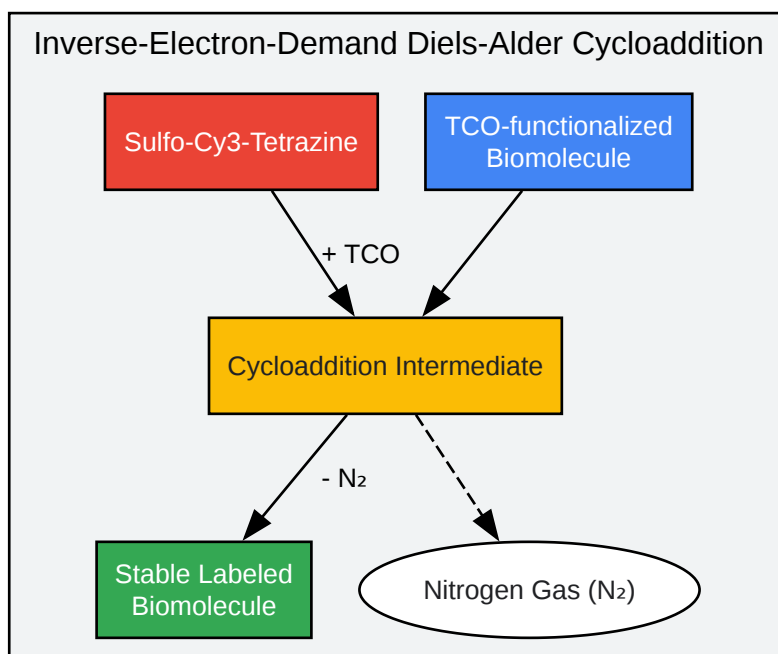 Inverse-Electron-Demand Diels-Alder Cycloaddition
Sulfo-Cy3-Tetrazine
TCO-functionalized
Biomolecule
+ TCO
Cycloaddition Intermediate
- N₂
Stable Labeled
Biomolecule
Nitrogen Gas (N₂)